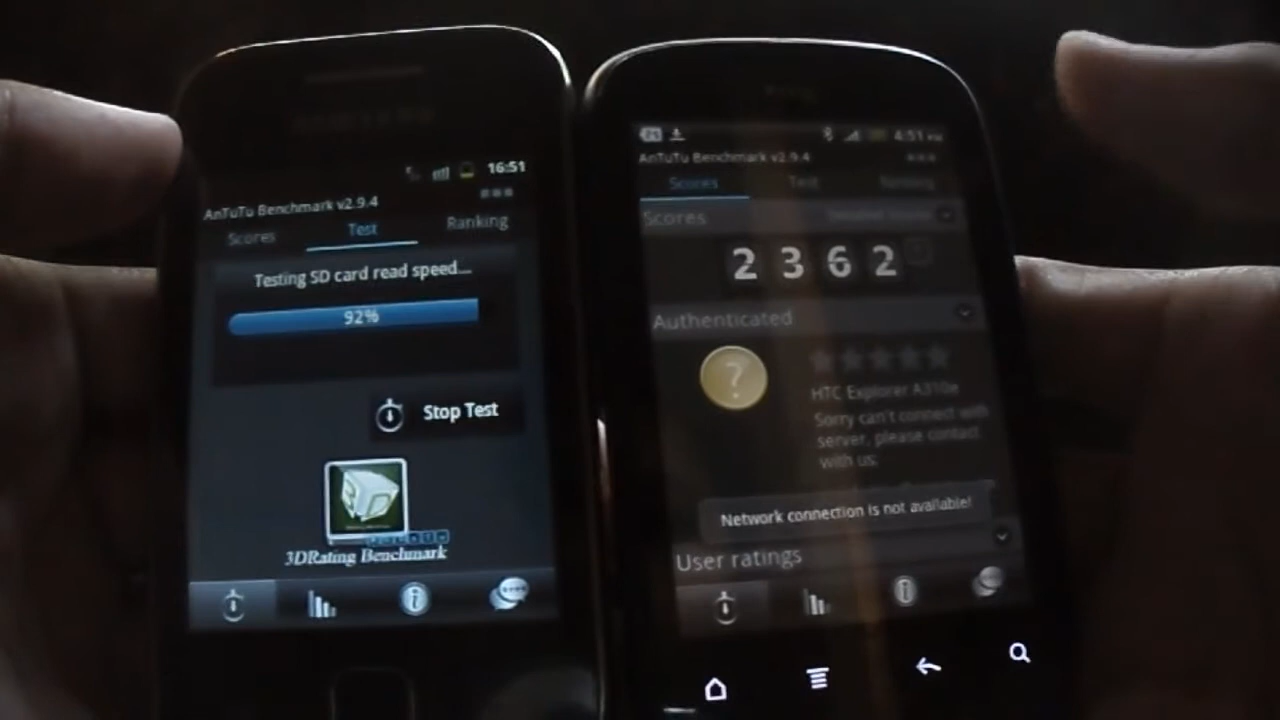 16:51
AnTuTu Benchmark v2.9.4
Scores Test Ranking
Testing SD card read speed...
92%
Stop Test
3DRating Benchmark
4:51
AnTuTu Benchmark v2.9.4
Scores Test
Scores
2362
Authenticated
?
HTC Explorer A310e
Sorry can't connect with
server, please contact
with us:
Network connection is not available!
User ratings